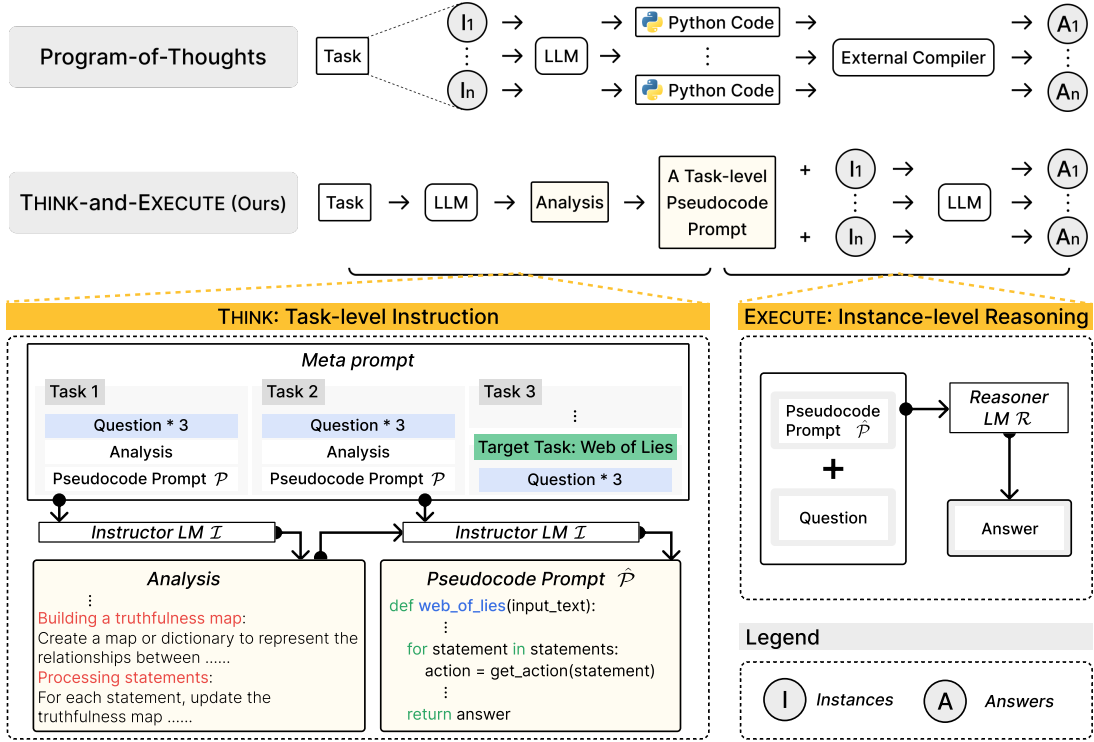 Program-of-Thoughts
Task
I1
⋮
In
LLM
Python Code
⋮
Python Code
External Compiler
A1
⋮
An
THINK-and-EXECUTE (Ours)
Task
LLM
Analysis
A Task-level
Pseudocode
Prompt
+
+
I1
⋮
In
LLM
A1
⋮
An
THINK: Task-level Instruction
Meta prompt
Task 1
Question * 3
Analysis
Pseudocode Prompt 𝒫
Task 2
Question * 3
Analysis
Pseudocode Prompt 𝒫
Task 3
⋮
Target Task: Web of Lies
Question * 3
Instructor LM ℐ
Instructor LM ℐ
Analysis
⋮
Building a truthfulness map:
Create a map or dictionary to represent the
relationships between ......
Processing statements:
For each statement, update the
truthfulness map ......
Pseudocode Prompt 𝒫̂
def web_of_lies(input_text):
⋮
for statement in statements:
action = get_action(statement)
⋮
return answer
EXECUTE: Instance-level Reasoning
Pseudocode
Prompt 𝒫̂
+
Question
Reasoner
LM ℛ
Answer
Legend
I Instances
A Answers